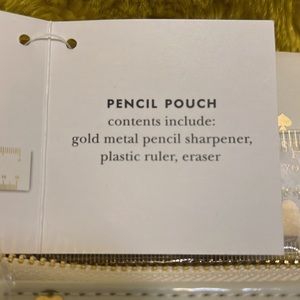 PENCIL POUCH
contents include:
gold metal pencil sharpener,
plastic ruler, eraser